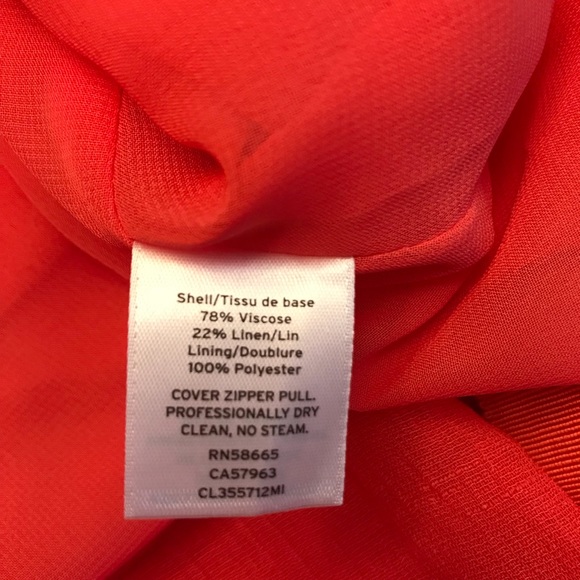 Shell/Tissu de base
78% Viscose
22% Linen/Lin
Lining/Doublure
100% Polyester
COVER ZIPPER PULL.
PROFESSIONALLY DRY
CLEAN, NO STEAM.
RN58665
CA57963
CL355712MI